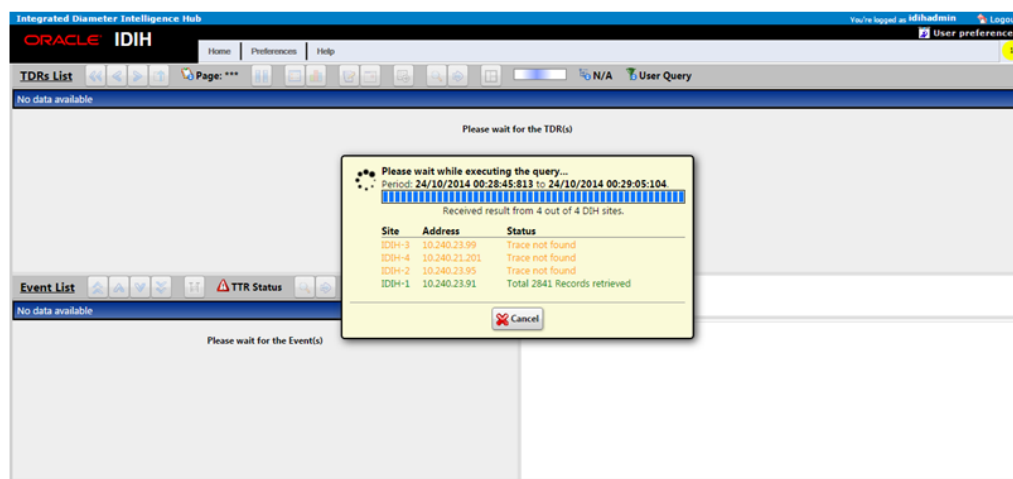 Integrated Diameter Intelligence Hub You're logged as idihadmin Logou
ORACLE IDIH User preference
Home Preferences Help
TDRs List Page: *** N/A User Query
No data available
Please wait for the TDR(s)
Please wait while executing the query...
Period: 24/10/2014 00:28:45:813 to 24/10/2014 00:29:05:104.
Received result from 4 out of 4 DIH sites.
Site Address Status
IDIH-3 10.240.23.99 Trace not found
IDIH-4 10.240.21.201 Trace not found
IDIH-2 10.240.23.95 Trace not found
IDIH-1 10.240.23.91 Total 2841 Records retrieved
Cancel
Event List TTR Status
No data available
Please wait for the Event(s)